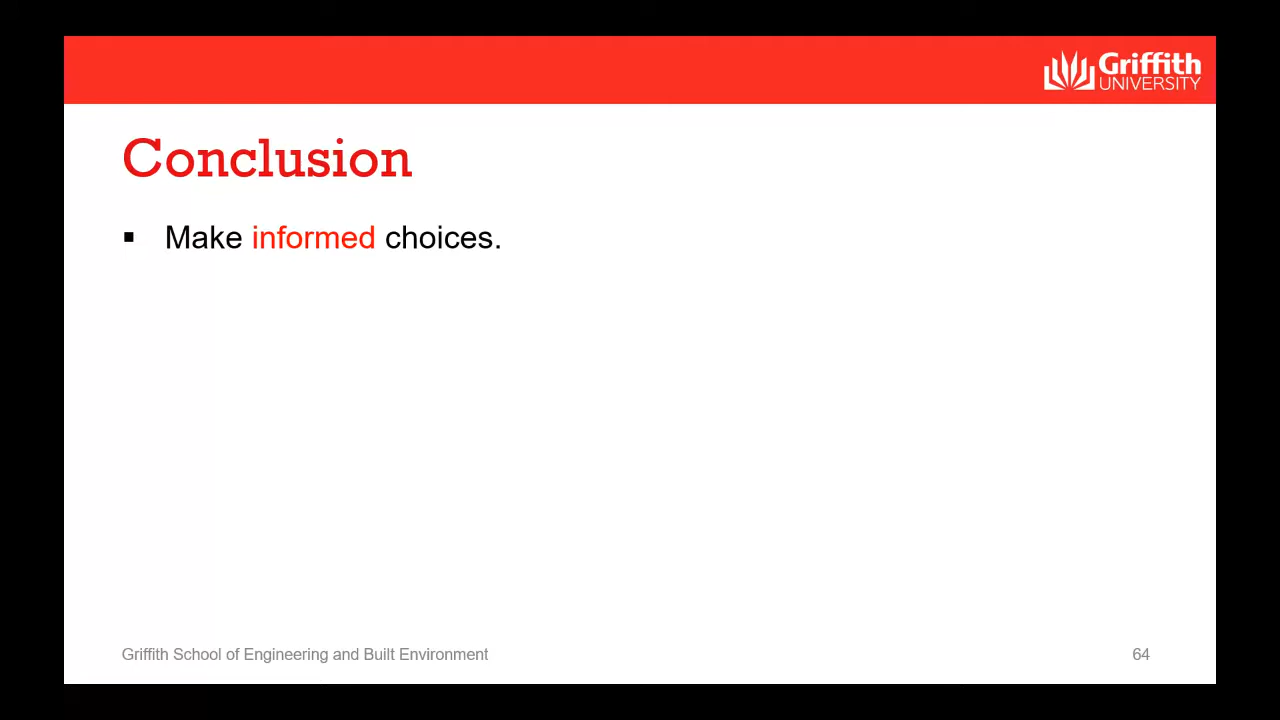 Griffith
UNIVERSITY
Conclusion
▪ Make informed choices.
Griffith School of Engineering and Built Environment
64